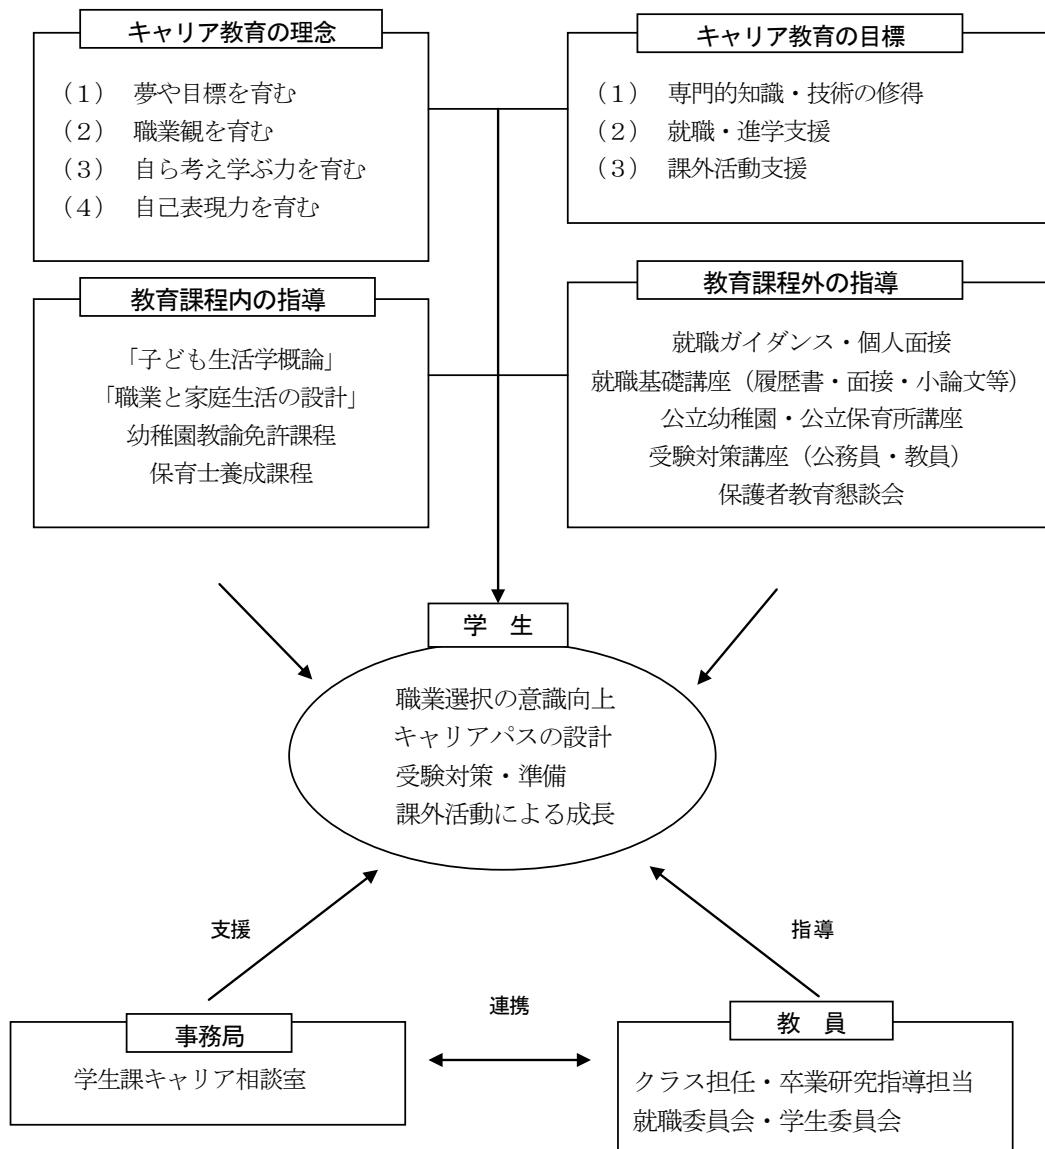 キャリア教育の理念
（１）　夢や目標を育む
（２）　職業観を育む
（３）　自ら考え学ぶ力を育む
（４）　自己表現力を育む
キャリア教育の目標
（１）　専門的知識・技術の修得
（２）　就職・進学支援
（３）　課外活動支援
教育課程内の指導
「子ども生活学概論」
「職業と家庭生活の設計」
幼稚園教諭免許課程
保育士養成課程
教育課程外の指導
就職ガイダンス・個人面接
就職基礎講座（履歴書・面接・小論文等）
公立幼稚園・公立保育所講座
受験対策講座（公務員・教員）
保護者教育懇談会
学　生
職業選択の意識向上
キャリアパスの設計
受験対策・準備
課外活動による成長
支援
指導
連携
事務局
学生課キャリア相談室
教　員
クラス担任・卒業研究指導担当
就職委員会・学生委員会